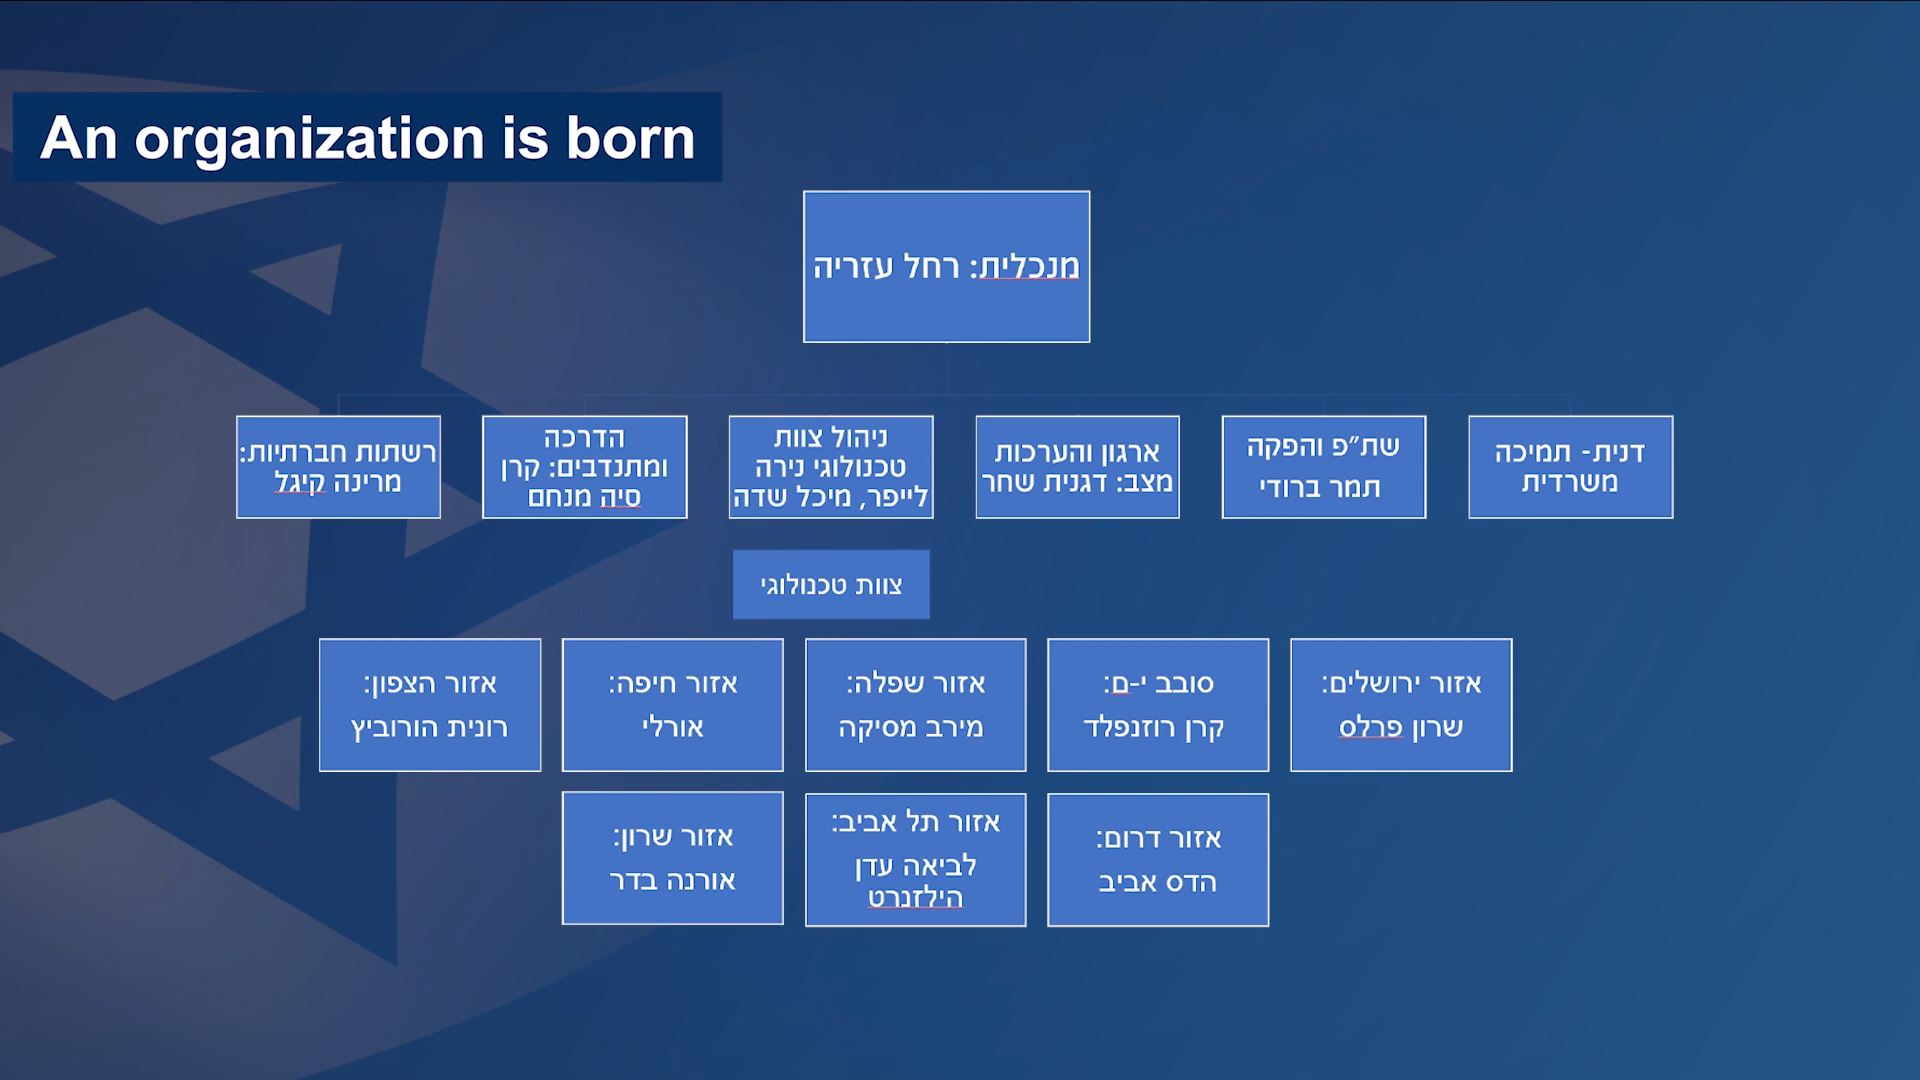 An organization is born
מנכלית: רחל עזריה
דנית- תמיכה
משרדית
שת״פ והפקה
תמר ברודי
ארגון והערכות
מצב: דגנית שחר
ניהול צוות
טכנולוגי נירה
לייפר, מיכל שדה
הדרכה
ומתנדבים: קרן
סיה מנחם
רשתות חברתיות:
מרינה קיגל
צוות טכנולוגי
אזור ירושלים:
שרון פרלס
סובב י-ם:
קרן רוזנפלד
אזור שפלה:
מירב מסיקה
אזור חיפה:
אורלי
אזור הצפון:
רונית הורוביץ
אזור דרום:
הדס אביב
אזור תל אביב:
לביאה עדן
הילזנרט
אזור שרון:
אורנה בדר